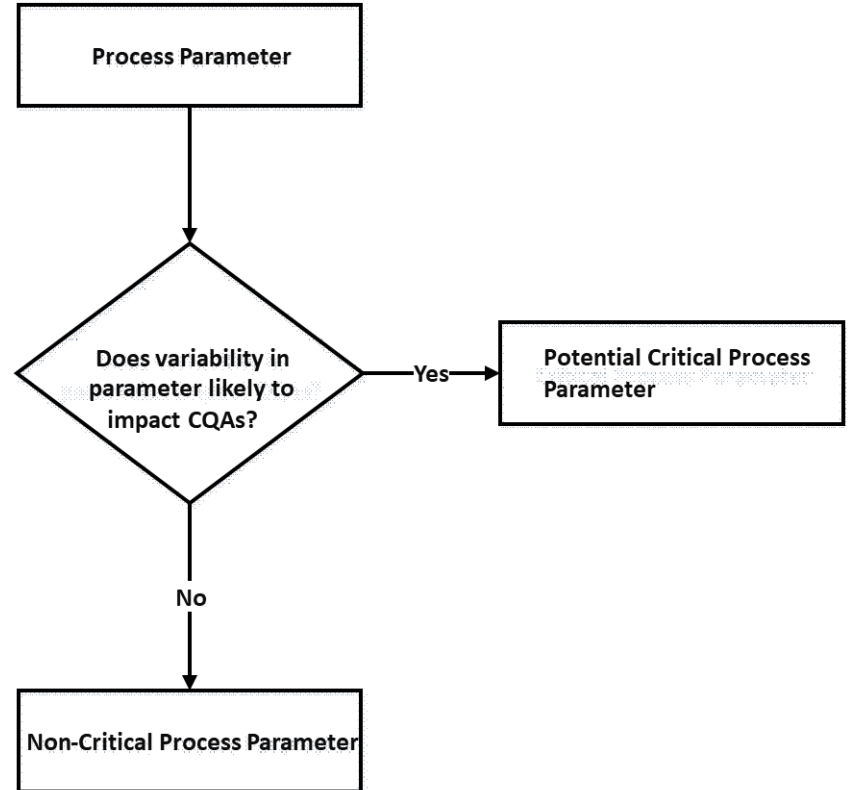 Process Parameter
Does variability in
parameter likely to
impact CQAs?
Yes
Potential Critical Process
Parameter
No
Non-Critical Process Parameter